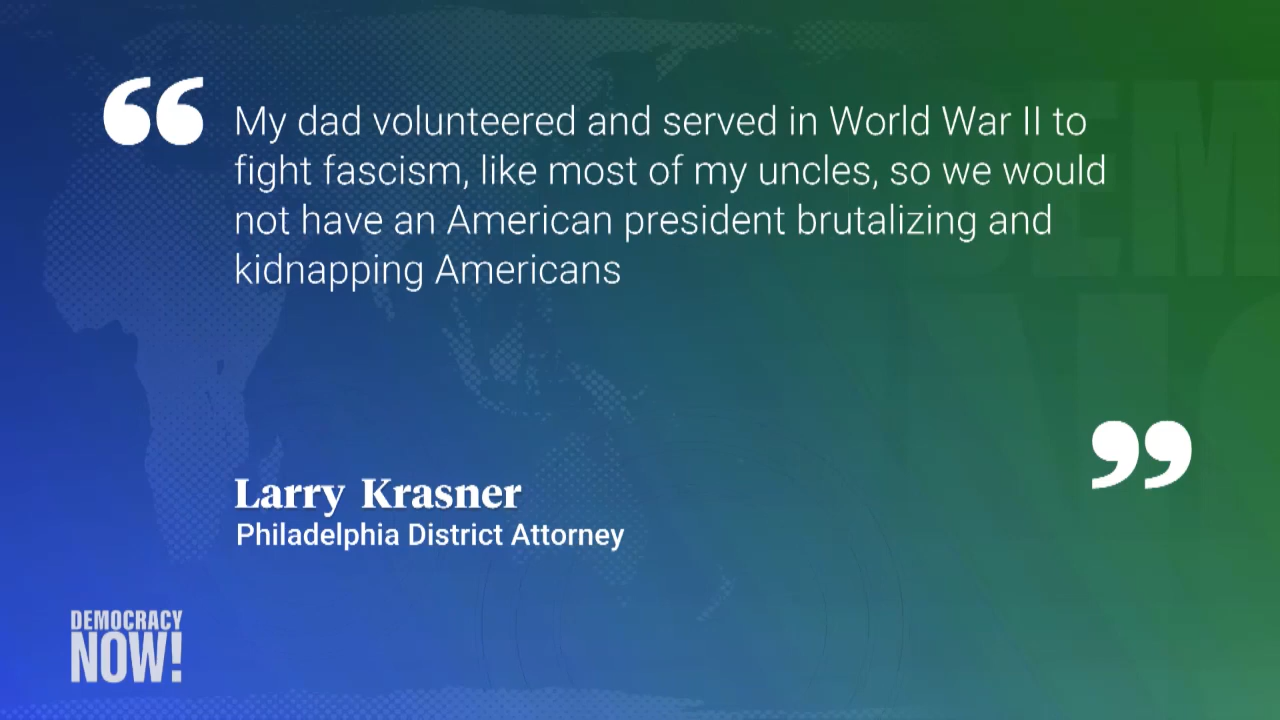 “ My dad volunteered and served in World War II to
fight fascism, like most of my uncles, so we would
not have an American president brutalizing and
kidnapping Americans
”
Larry Krasner
Philadelphia District Attorney
DEMOCRACY
NOW!